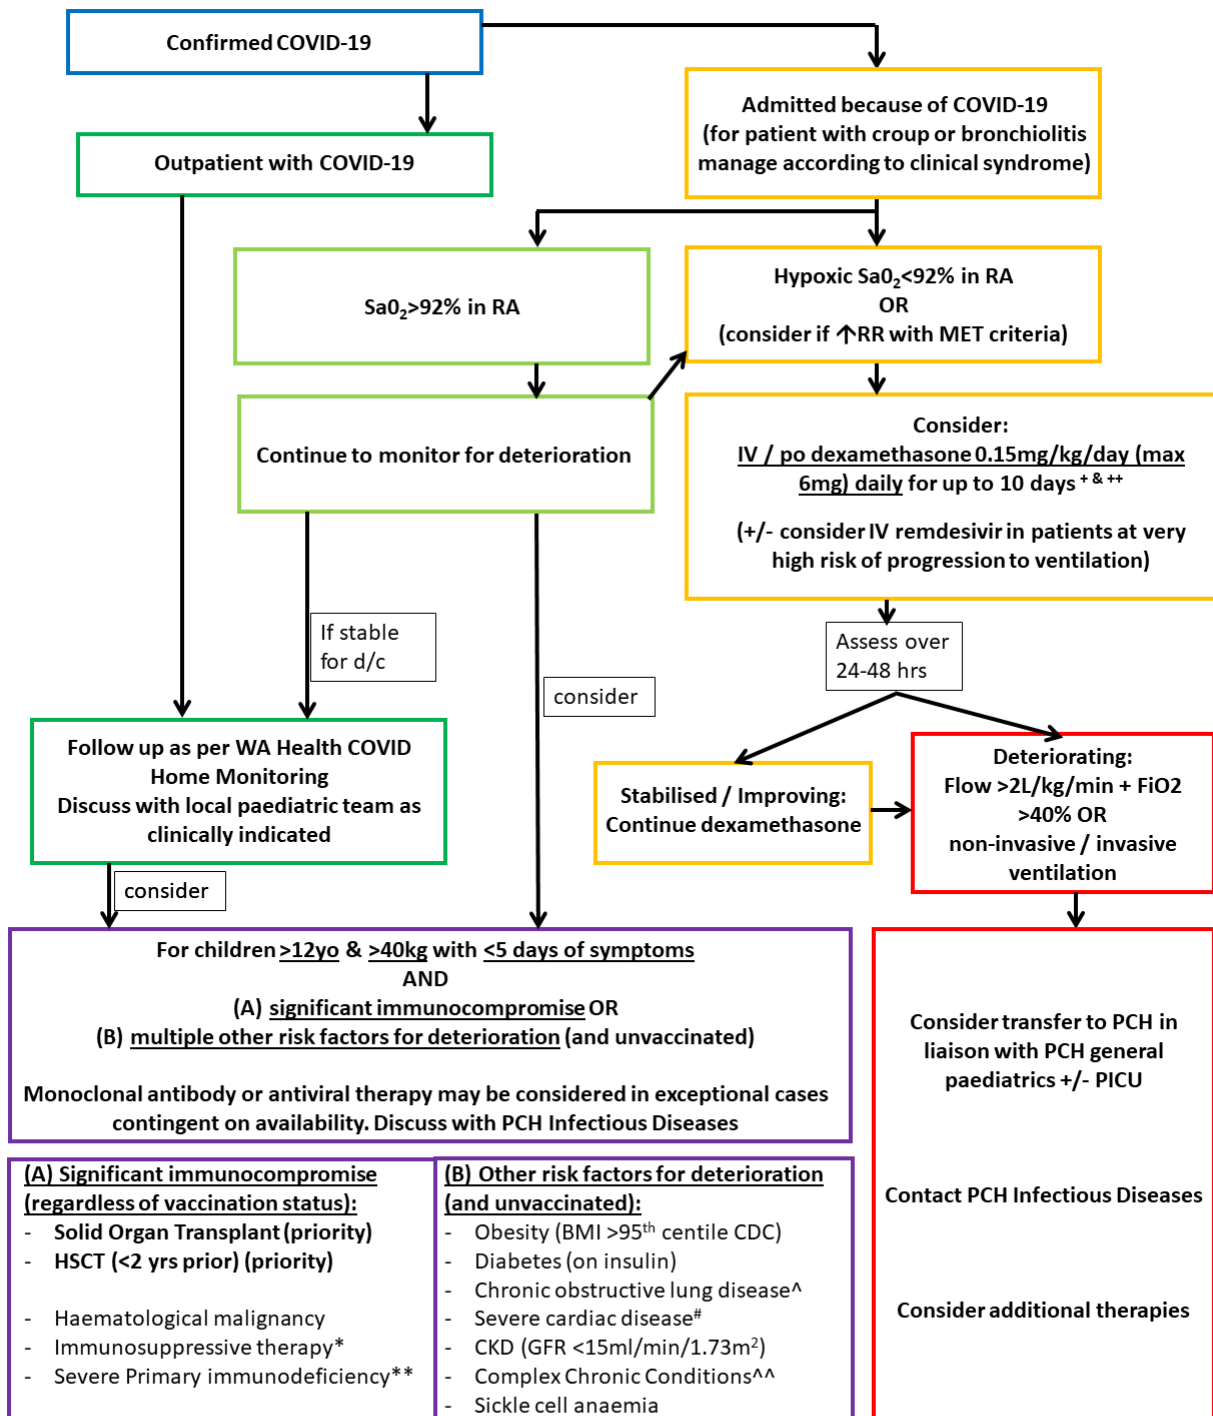 Confirmed COVID-19
Admitted because of COVID-19
(for patient with croup or bronchiolitis
manage according to clinical syndrome)
Outpatient with COVID-19
Sa0₂>92% in RA
Hypoxic Sa0₂<92% in RA
OR
(consider if ↑RR with MET criteria)
Continue to monitor for deterioration
Consider:
IV / po dexamethasone 0.15mg/kg/day (max
6mg) daily for up to 10 days ⁺ & ⁺⁺
(+/- consider IV remdesivir in patients at very
high risk of progression to ventilation)
If stable
for d/c
Assess over
24-48 hrs
consider
Follow up as per WA Health COVID
Home Monitoring
Discuss with local paediatric team as
clinically indicated
Stabilised / Improving:
Continue dexamethasone
Deteriorating:
Flow >2L/kg/min + FiO2
>40% OR
non-invasive / invasive
ventilation
consider
For children >12yo & >40kg with <5 days of symptoms
AND
(A) significant immunocompromise OR
(B) multiple other risk factors for deterioration (and unvaccinated)
Monoclonal antibody or antiviral therapy may be considered in exceptional cases
contingent on availability. Discuss with PCH Infectious Diseases
Consider transfer to PCH in
liaison with PCH general
paediatrics +/- PICU
Contact PCH Infectious Diseases
Consider additional therapies
(A) Significant immunocompromise
(regardless of vaccination status):
- Solid Organ Transplant (priority)
- HSCT (<2 yrs prior) (priority)
- Haematological malignancy
- Immunosuppressive therapy*
- Severe Primary immunodeficiency**
(B) Other risk factors for deterioration
(and unvaccinated):
- Obesity (BMI >95th centile CDC)
- Diabetes (on insulin)
- Chronic obstructive lung disease^
- Severe cardiac disease#
- CKD (GFR <15ml/min/1.73m²)
- Complex Chronic Conditions^^
- Sickle cell anaemia